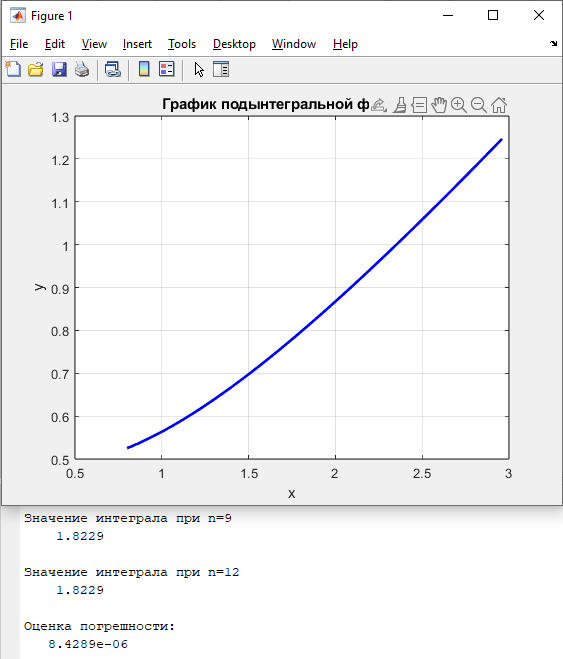 Figure 1
File Edit View Insert Tools Desktop Window Help
График подынтегральной ф
1.3
1.2
1.1
1
0.9
0.8
0.7
0.6
0.5
y
0.5 1 1.5 2 2.5 3
x
Значение интеграла при n=9
1.8229
Значение интеграла при n=12
1.8229
Оценка погрешности:
8.4289e-06